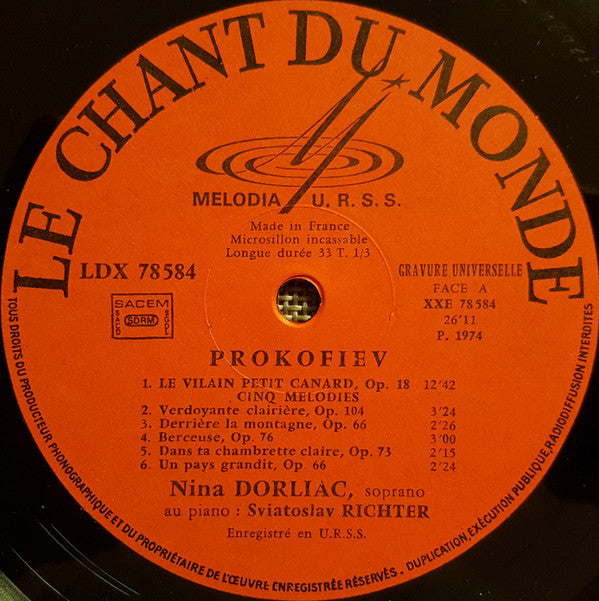 LE CHANT DU MONDE
MELODIA U. R. S. S.
Made in France
Microsillon incassable
Longue durée 33 T. 1/3
LDX 78584
GRAVURE UNIVERSELLE
FACE A
XXE 78584
26'11
P. 1974
SACEM
SACD
SDRM
SGDL
PROKOFIEV
1. LE VILAIN PETIT CANARD, Op. 18 12'42
CINQ MELODIES
2. Verdoyante clairière, Op. 104 3'24
3. Derrière la montagne, Op. 66 2'26
4. Berceuse, Op. 76 3'00
5. Dans ta chambrette claire, Op. 73 2'15
6. Un pays grandit, Op. 66 2'24
Nina DORLIAC, soprano
au piano : Sviatoslav RICHTER
Enregistré en U.R.S.S.
TOUS DROITS DU PRODUCTEUR PHONOGRAPHIQUE ET DU PROPRIÉTAIRE DE L'ŒUVRE ENREGISTRÉE RÉSERVÉS - DUPLICATION, EXÉCUTION PUBLIQUE, RADIODIFFUSION INTERDITES